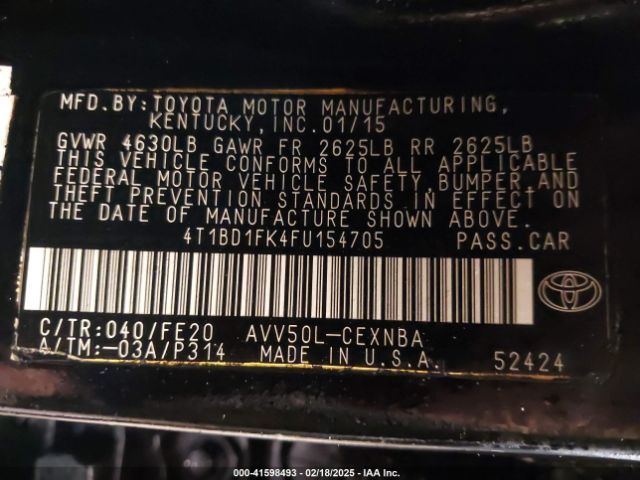 MFD. BY: TOYOTA MOTOR MANUFACTURING,
KENTUCKY, INC. 01/15
GVWR 4630LB GAWR FR 2625LB RR 2625LB
THIS VEHICLE CONFORMS TO ALL APPLICABLE
FEDERAL MOTOR VEHICLE SAFETY, BUMPER, AND
THEFT PREVENTION STANDARDS IN EFFECT ON
THE DATE OF MANUFACTURE SHOWN ABOVE.
4T1BD1FK4FU154705 PASS. CAR
C/TR: 040/FE20 AVV50L-CEXNBA
A/TM: -03A/P314 MADE IN U.S.A. 52424
000-41598493 - 02/18/2025 - IAA Inc.